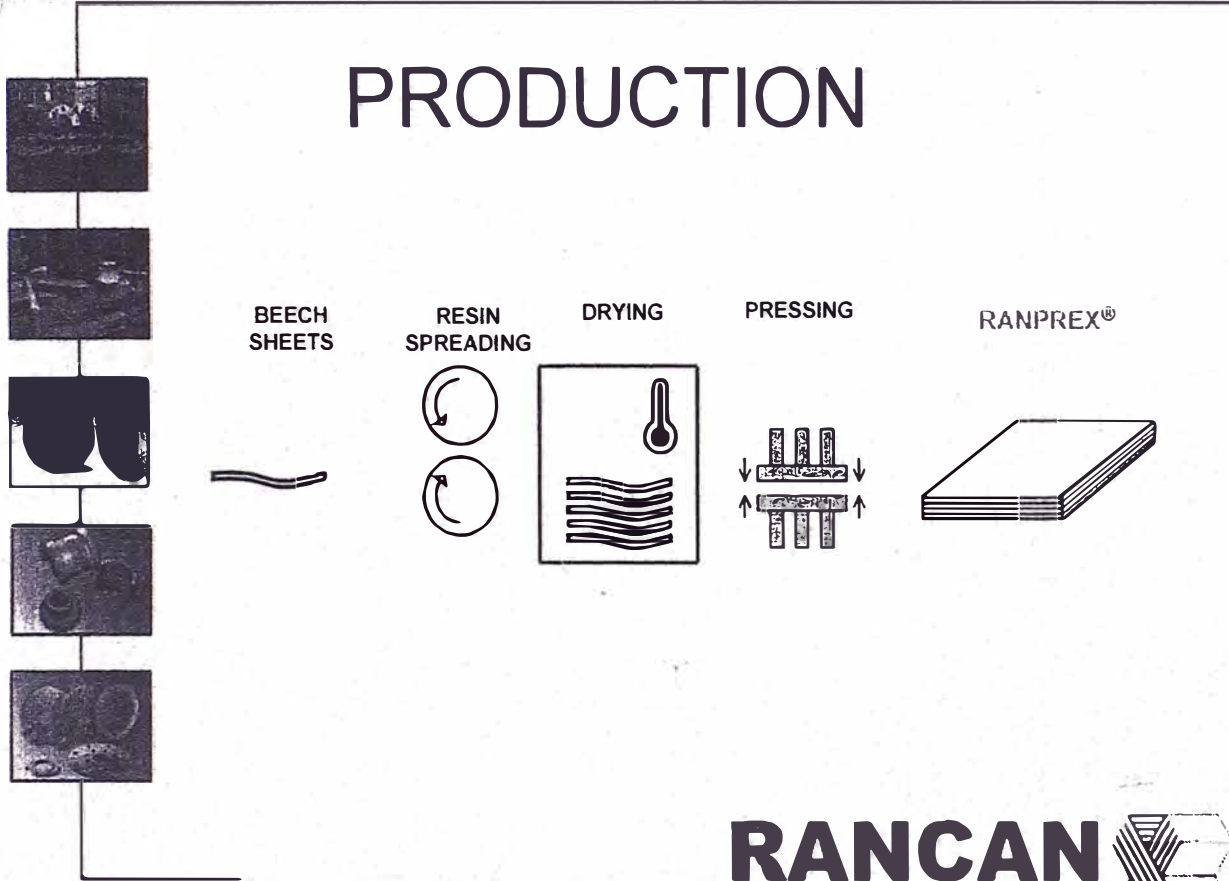 PRODUCTION
BEECH
SHEETS
RESIN
SPREADING
DRYING
PRESSING
RANPREX®
RANCAN